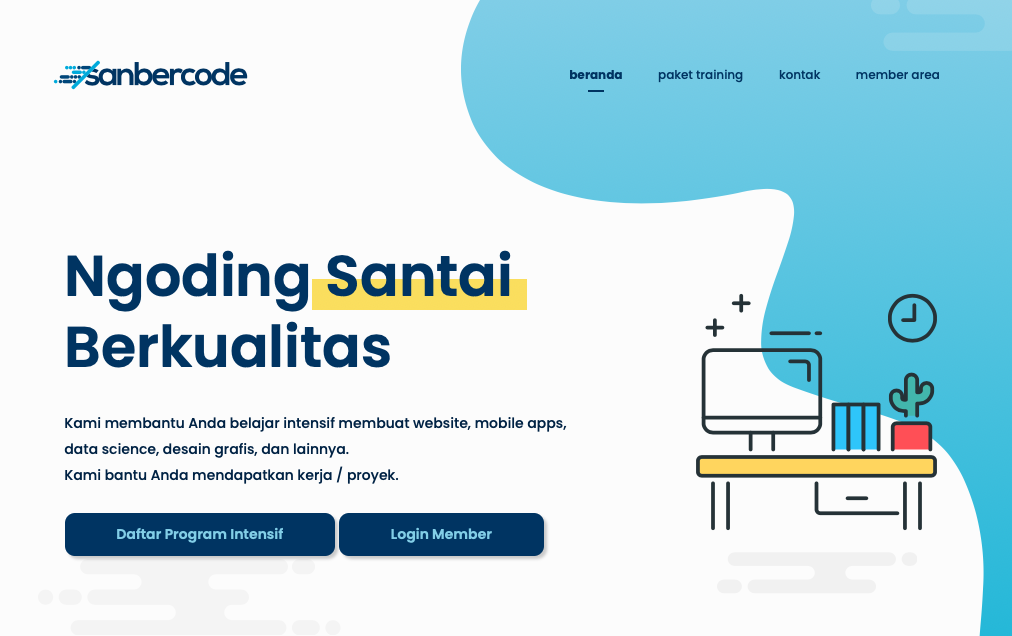 sanbercode
beranda paket training kontak member area
Ngoding Santai
Berkualitas
Kami membantu Anda belajar intensif membuat website, mobile apps,
data science, desain grafis, dan lainnya.
Kami bantu Anda mendapatkan kerja / proyek.
Daftar Program Intensif Login Member